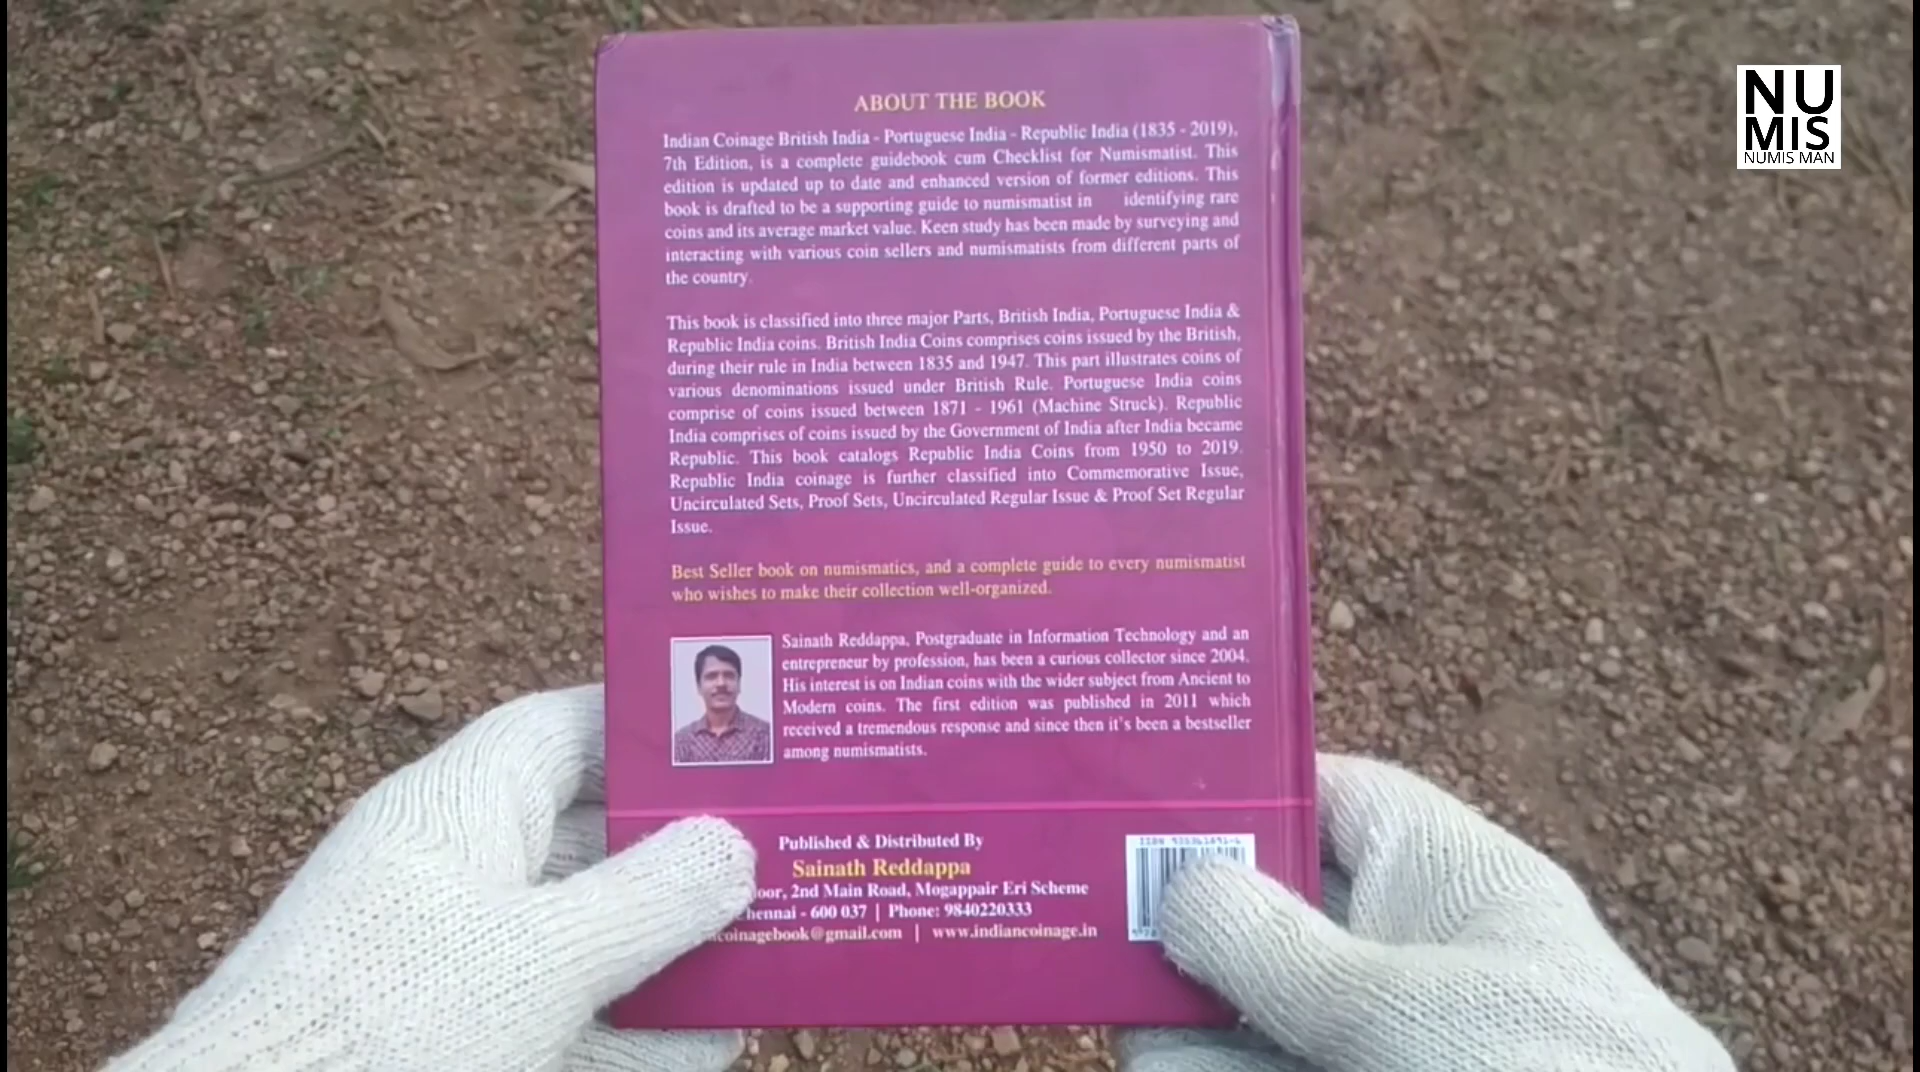 NU
MIS
NUMIS MAN
ABOUT THE BOOK
Indian Coinage British India - Portuguese India - Republic India (1835 - 2019),
7th Edition, is a complete guidebook cum Checklist for Numismatist. This
edition is updated up to date and enhanced version of former editions. This
book is drafted to be a supporting guide to numismatist in identifying rare
coins and its average market value. Keen study has been made by surveying and
interacting with various coin sellers and numismatists from different parts of
the country.
This book is classified into three major Parts, British India, Portuguese India &
Republic India coins. British India Coins comprises coins issued by the British,
during their rule in India between 1835 and 1947. This part illustrates coins of
various denominations issued under British Rule. Portuguese India coins
comprise of coins issued between 1871 - 1961 (Machine Struck). Republic
India comprises of coins issued by the Government of India after India became
Republic. This book catalogs Republic India Coins from 1950 to 2019.
Republic India coinage is further classified into Commemorative Issue,
Uncirculated Sets, Proof Sets, Uncirculated Regular Issue & Proof Set Regular
Issue.
Best Seller book on numismatics, and a complete guide to every numismatist
who wishes to make their collection well-organized.
Sainath Reddappa, Postgraduate in Information Technology and an
entrepreneur by profession, has been a curious collector since 2004.
His interest is on Indian coins with the wider subject from Ancient to
Modern coins. The first edition was published in 2011 which
received a tremendous response and since then it's been a bestseller
among numismatists.
Published & Distributed By
Sainath Reddappa
oor, 2nd Main Road, Mogappair Eri Scheme
hennai - 600 037 | Phone: 9840220333
coinagebook@gmail.com | www.indiancoinage.in
ISBN